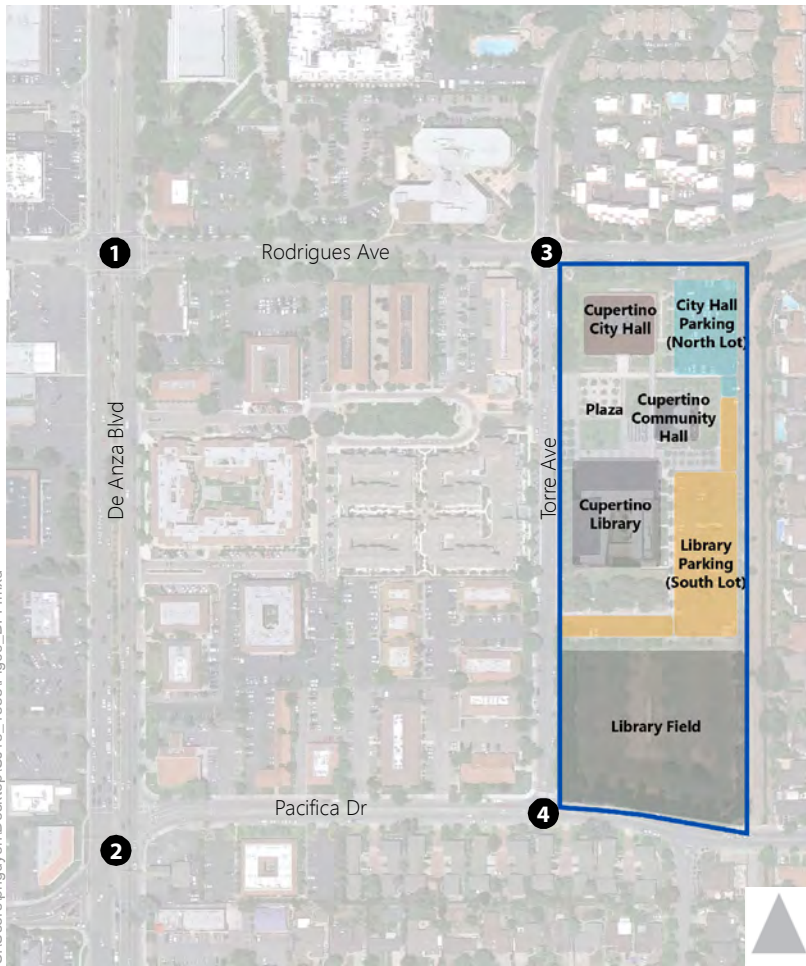 1
Rodrigues Ave
3
Cupertino
City Hall
City Hall
Parking
(North Lot)
Plaza
Cupertino
Community
Hall
De Anza Blvd
Torre Ave
Cupertino
Library
Library
Parking
(South Lot)
Library Field
Pacifica Dr
4
2